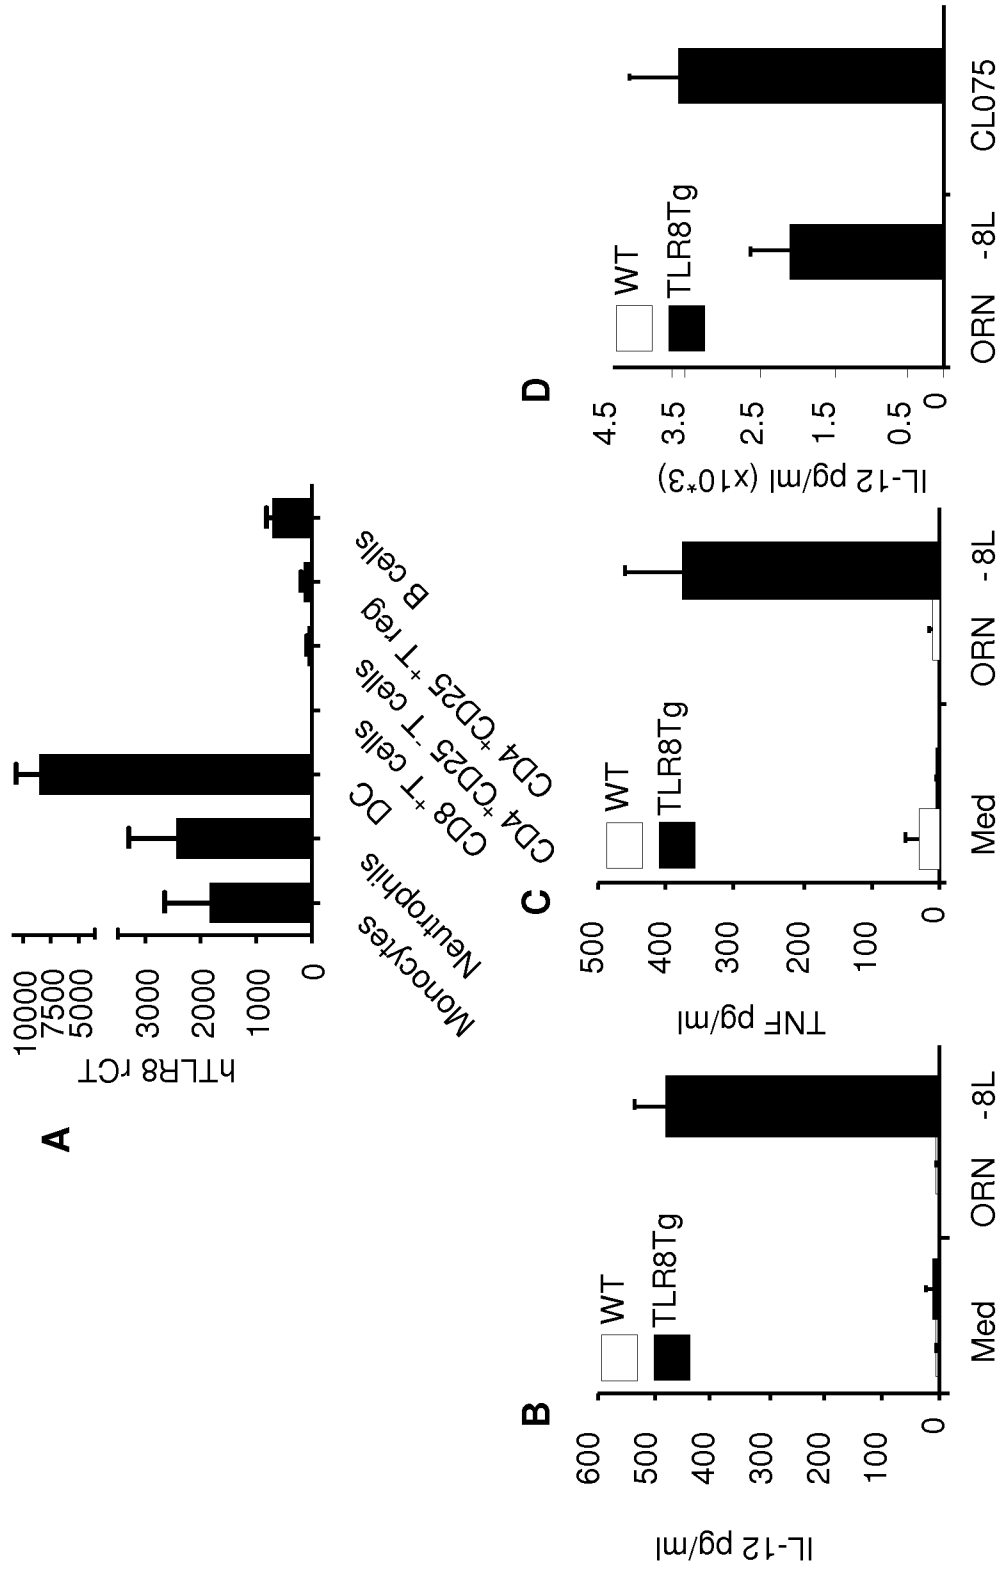 A
hTLR8 rCT
10000
7500
5000
3000
2000
1000
0
Monocytes
Neutrophils
DC
CD8 + T cells
CD4 +CD25 - T cells
CD4 +CD25 + T reg
B cells
B
IL-12 pg/ml
600
500
400
300
200
100
0
WT
TLR8Tg
Med
ORN -8L
C
TNF pg/ml
500
400
300
200
100
0
WT
TLR8Tg
Med
ORN - 8L
D
IL-12 pg/ml (x10*3)
4.5
3.5
2.5
1.5
0.5
0
WT
TLR8Tg
ORN -8L
CL075